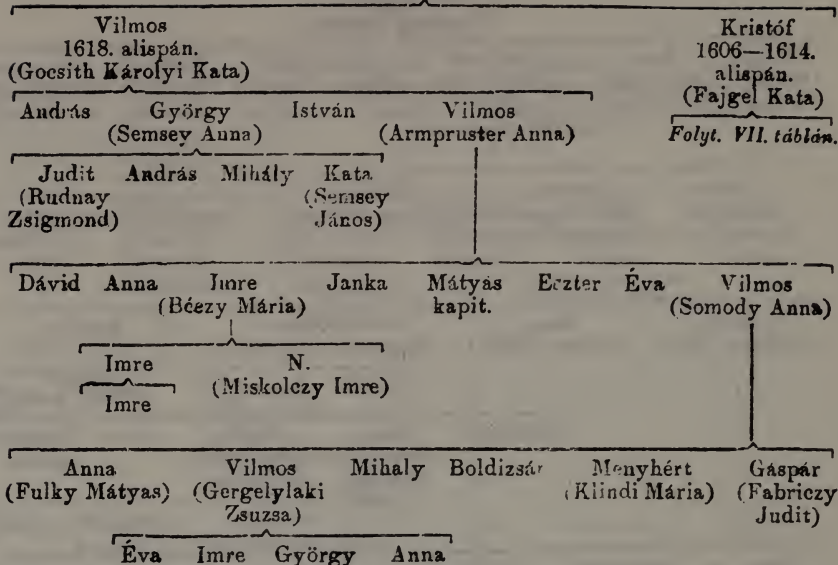 Vilmos Kristóf
1618. alispán. 1606—1614.
(Gocsith Károlyi Kata) alispán.
(Fajgel Kata)
András György István Vilmos
(Semsey Anna) (Armpruster Anna) Folyt. VII. táblán.
Judit András Mihály Kata
(Rudnay (Semsey
Zsigmond) János)
Dávid Anna Imre Janka Mátyás Eczter Éva Vilmos
(Béezy Mária) kapit. (Somody Anna)
Imre N.
(Miskolczy Imre)
Imre
Anna Vilmos Mihaly Boldizsár Menyhért Gáspár
(Fulky Mátyas) (Gergelylaki (Klindi Mária) (Fabriczy
Zsuzsa) Judit)
Éva Imre György Anna